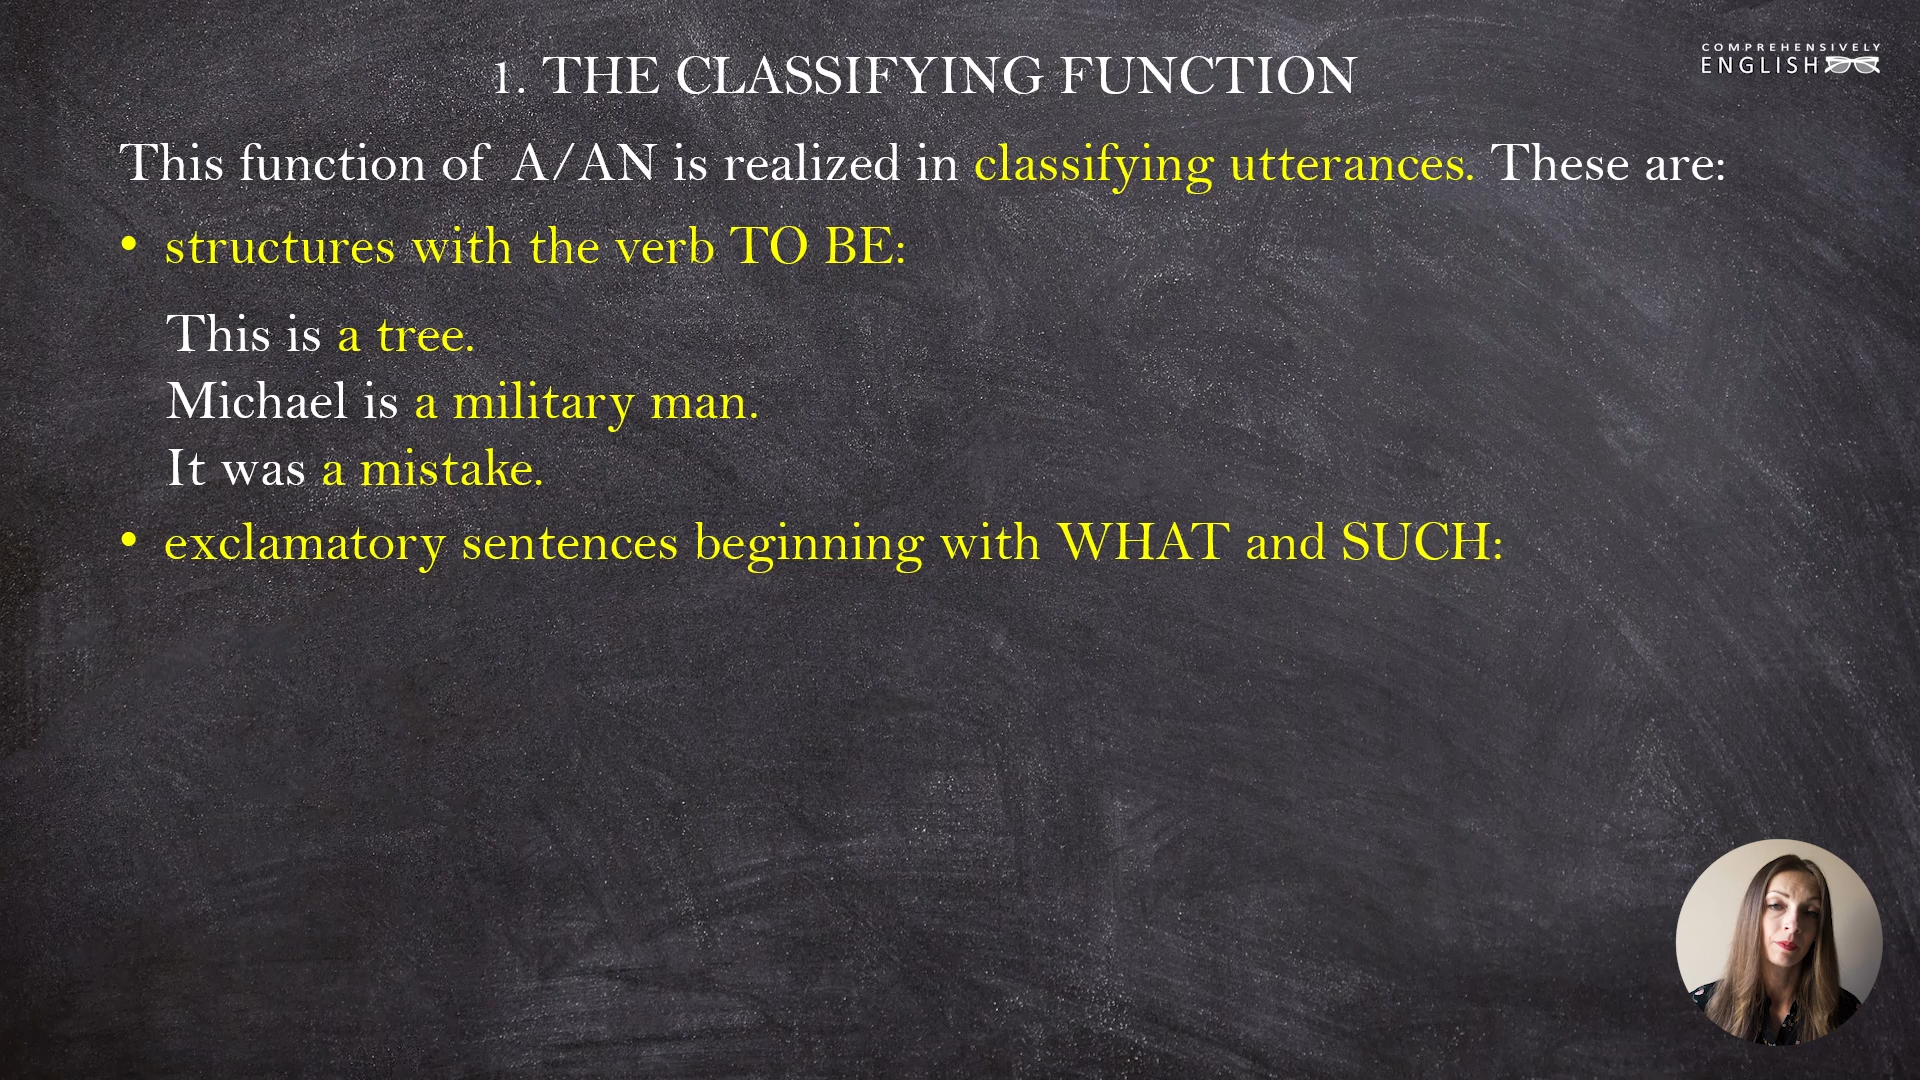 1. THE CLASSIFYING FUNCTION
COMPREHENSIVELY
ENGLISH
This function of A/AN is realized in classifying utterances. These are:
• structures with the verb TO BE:
This is a tree.
Michael is a military man.
It was a mistake.
• exclamatory sentences beginning with WHAT and SUCH: